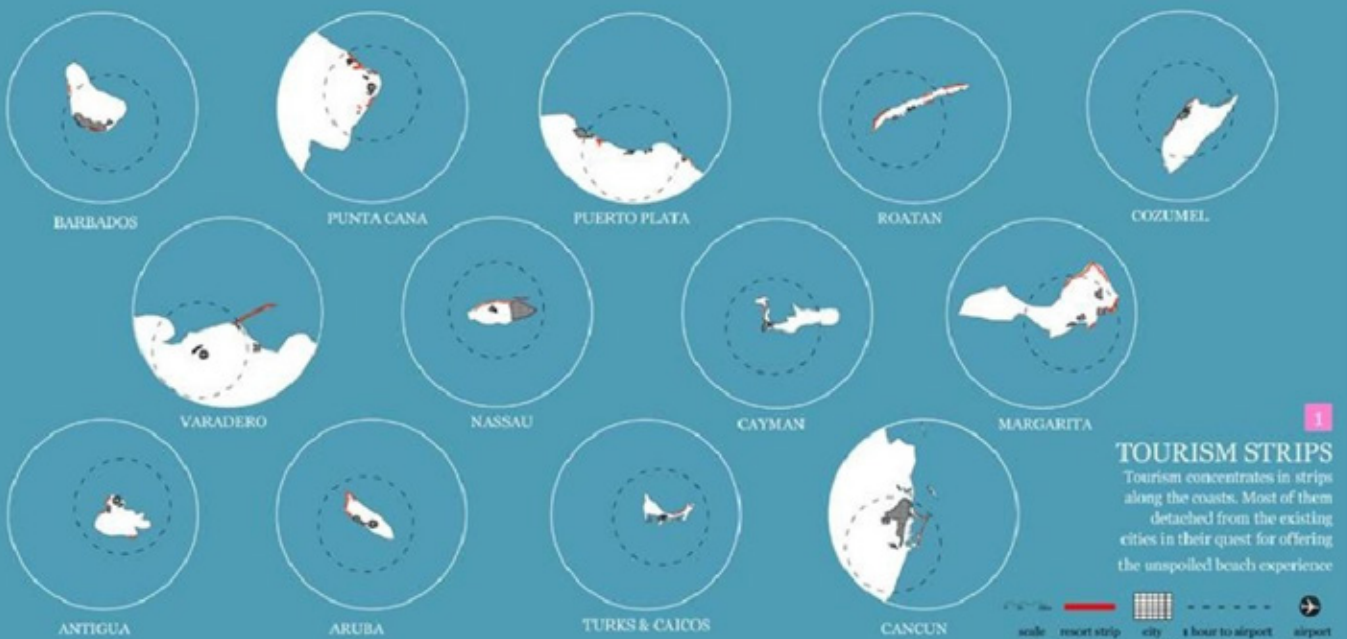 BARBADOS
PUNTA CANA
PUERTO PLATA
ROATAN
COZUMEL
VARADERO
NASSAU
CAYMAN
MARGARITA
ANTIGUA
ARUBA
TURKS & CAICOS
CANCUN
1
TOURISM STRIPS
Tourism concentrates in strips
along the coasts. Most of them
detached from the existing
cities in their quest for offering
the unspoiled beach experience
scale resort strip city 1 hour to airport airport